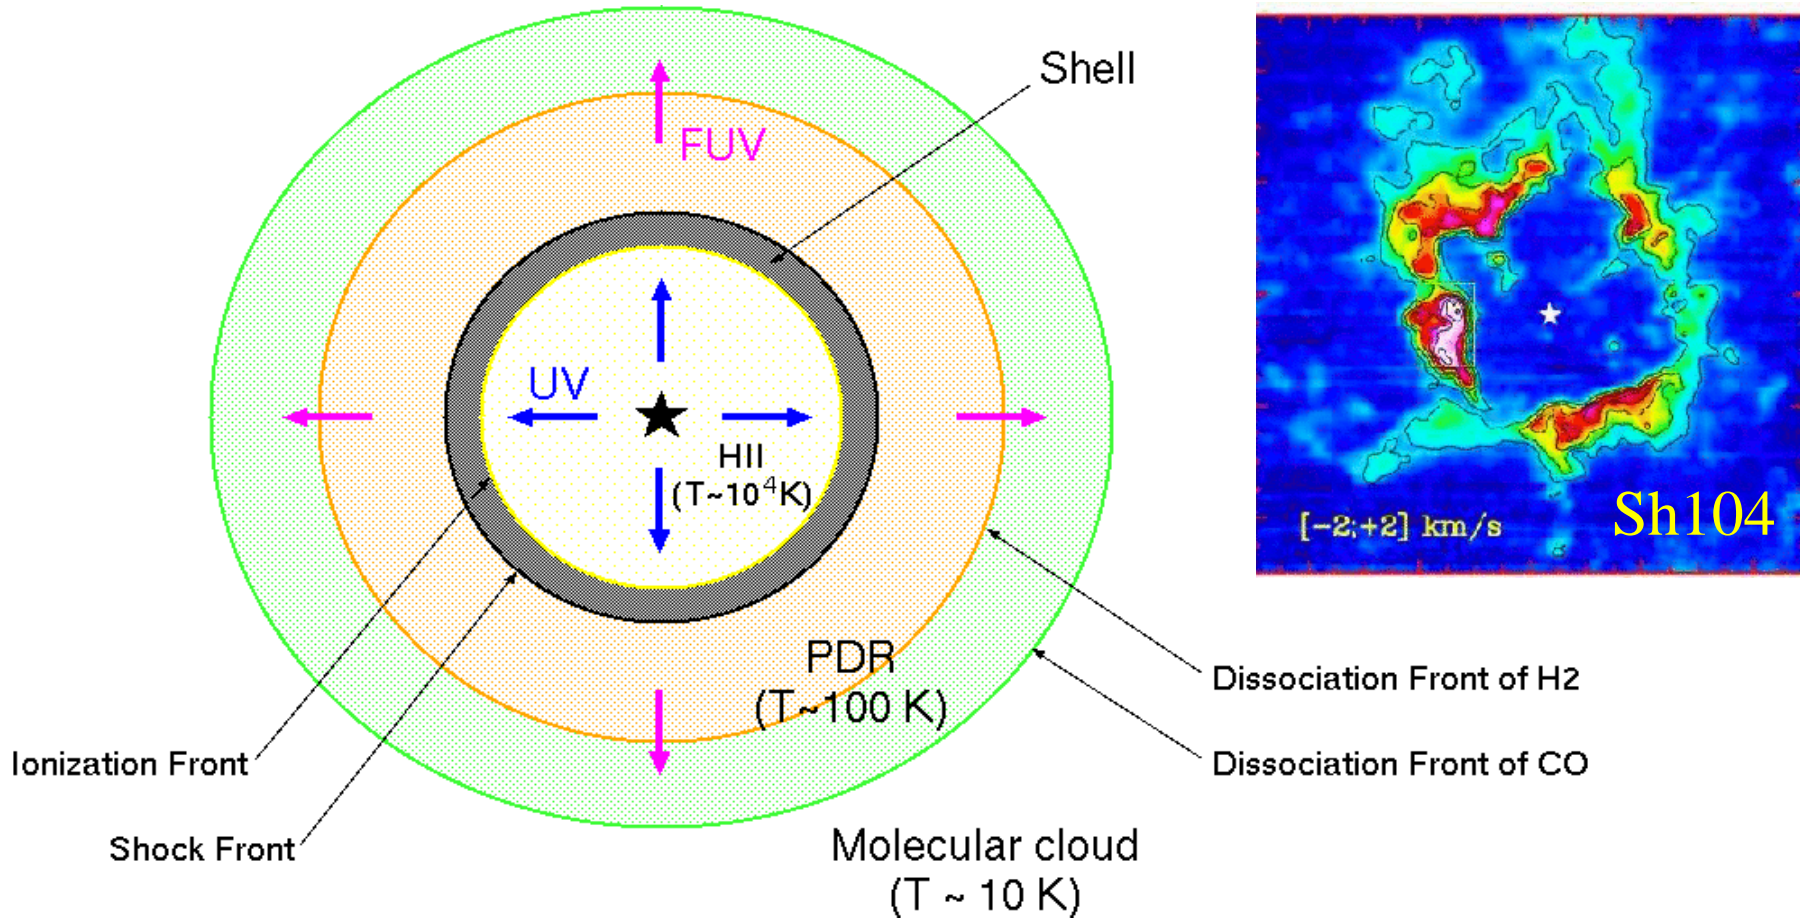 Shell
FUV
UV
HII
(T~10⁴K)
PDR
(T~100 K)
Ionization Front
Shock Front
Molecular cloud
(T ~ 10 K)
Dissociation Front of H2
Dissociation Front of CO
[-2;+2] km/s
Sh104